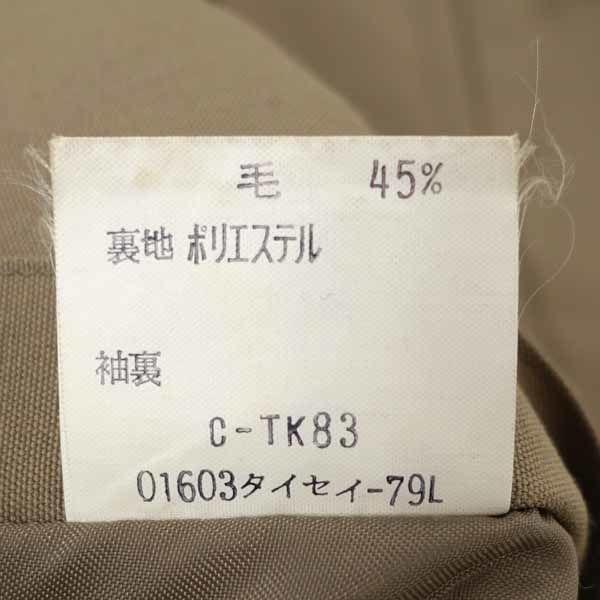 毛 45%
裏地 ポリエステル
袖裏
C-TK83
01603タイセイ-79L